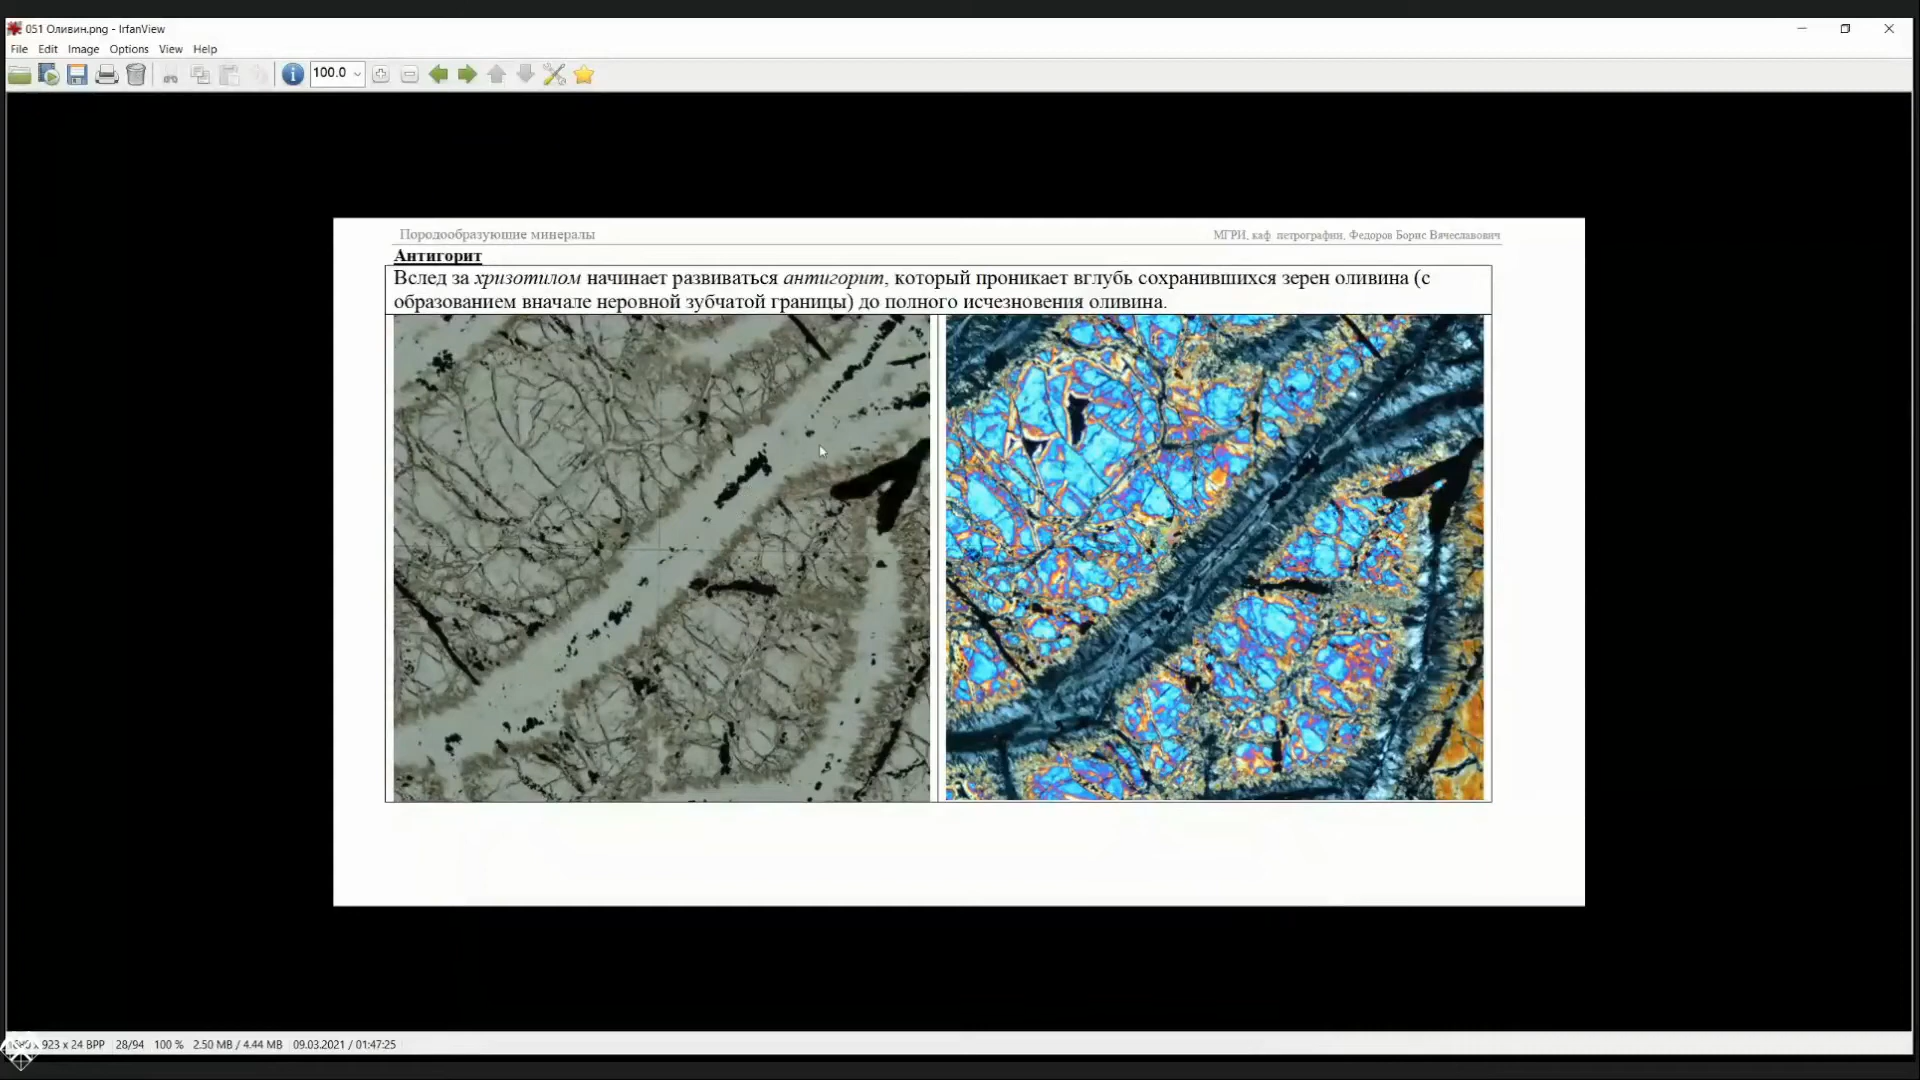 051 Оливин.png - IrfanView
File Edit Image Options View Help
100.0
Породообразующие минералы
МГРИ, каф петрографии, Федоров Борис Вячеславович
Антигорит
Вслед за хризотилом начинает развиваться антигорит, который проникает вглубь сохранившихся зерен оливина (с
образованием вначале неровной зубчатой границы) до полного исчезновения оливина.
x 923 x 24 BPP 28/94 100 % 2.50 MB / 4.44 MB 09.03.2021 / 01:47:25